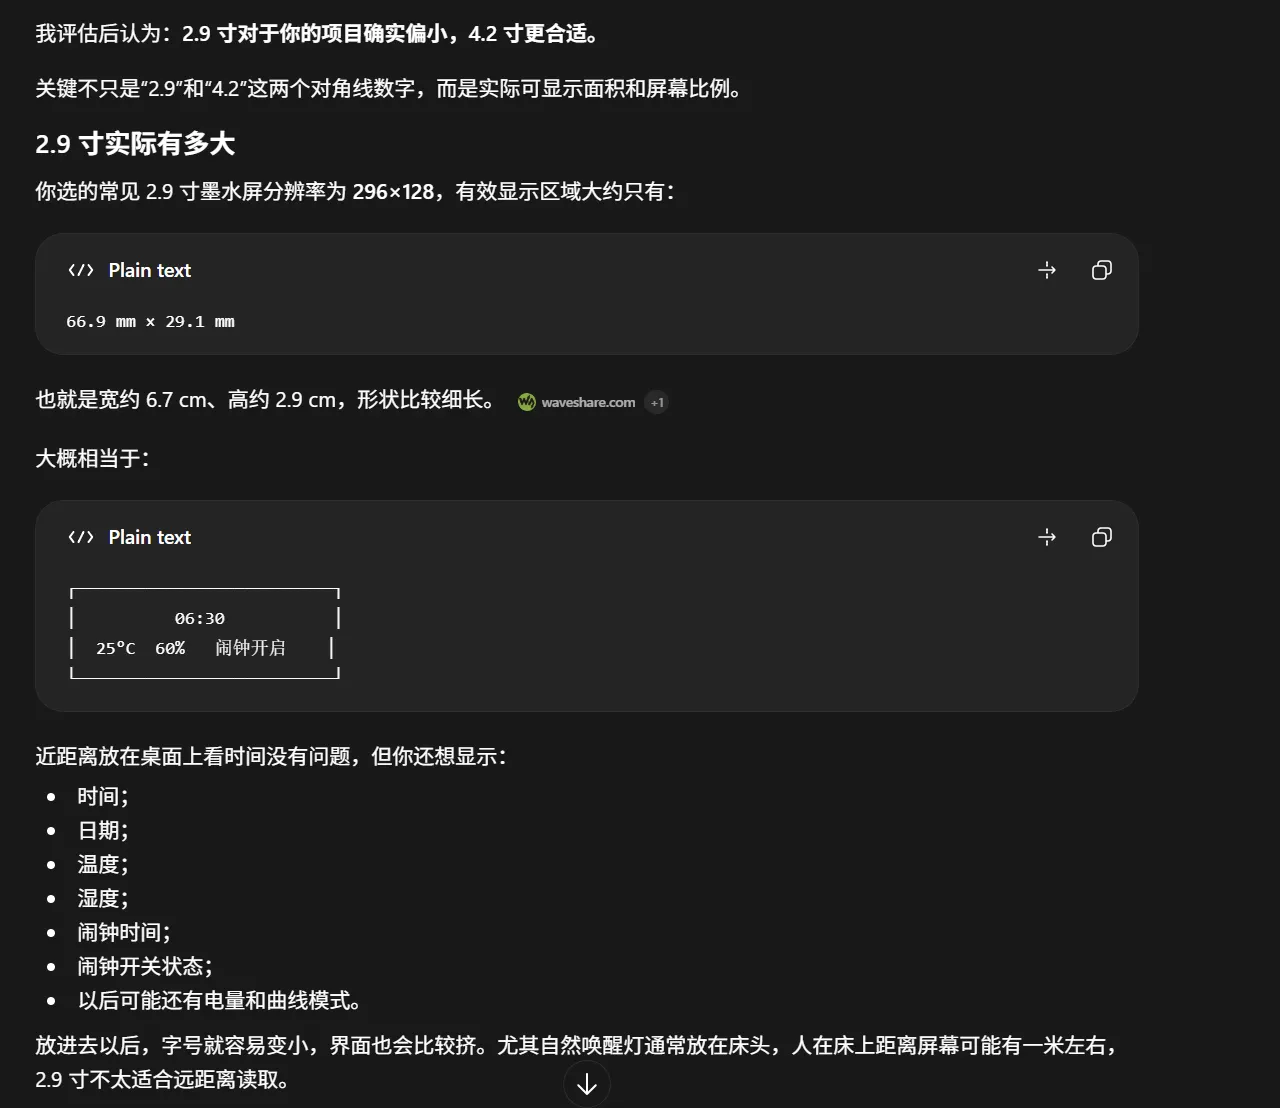 我评估后认为：2.9 寸对于你的项目确实偏小，4.2 寸更合适。
关键不只是“2.9”和“4.2”这两个对角线数字，而是实际可显示面积和屏幕比例。
2.9 寸实际有多大
你选的常见 2.9 寸墨水屏分辨率为 296×128，有效显示区域大约只有：
Plain text
66.9 mm × 29.1 mm
也就是宽约 6.7 cm、高约 2.9 cm，形状比较细长。 waveshare.com +1
大概相当于：
Plain text
06:30
25°C 60% 闹钟开启
近距离放在桌面上看时间没有问题，但你还想显示：
• 时间；
• 日期；
• 温度；
• 湿度；
• 闹钟时间；
• 闹钟开关状态；
• 以后可能还有电量和曲线模式。
放进去以后，字号就容易变小，界面也会比较挤。尤其自然唤醒灯通常放在床头，人在床上距离屏幕可能有一米左右，
2.9 寸不太适合远距离读取。